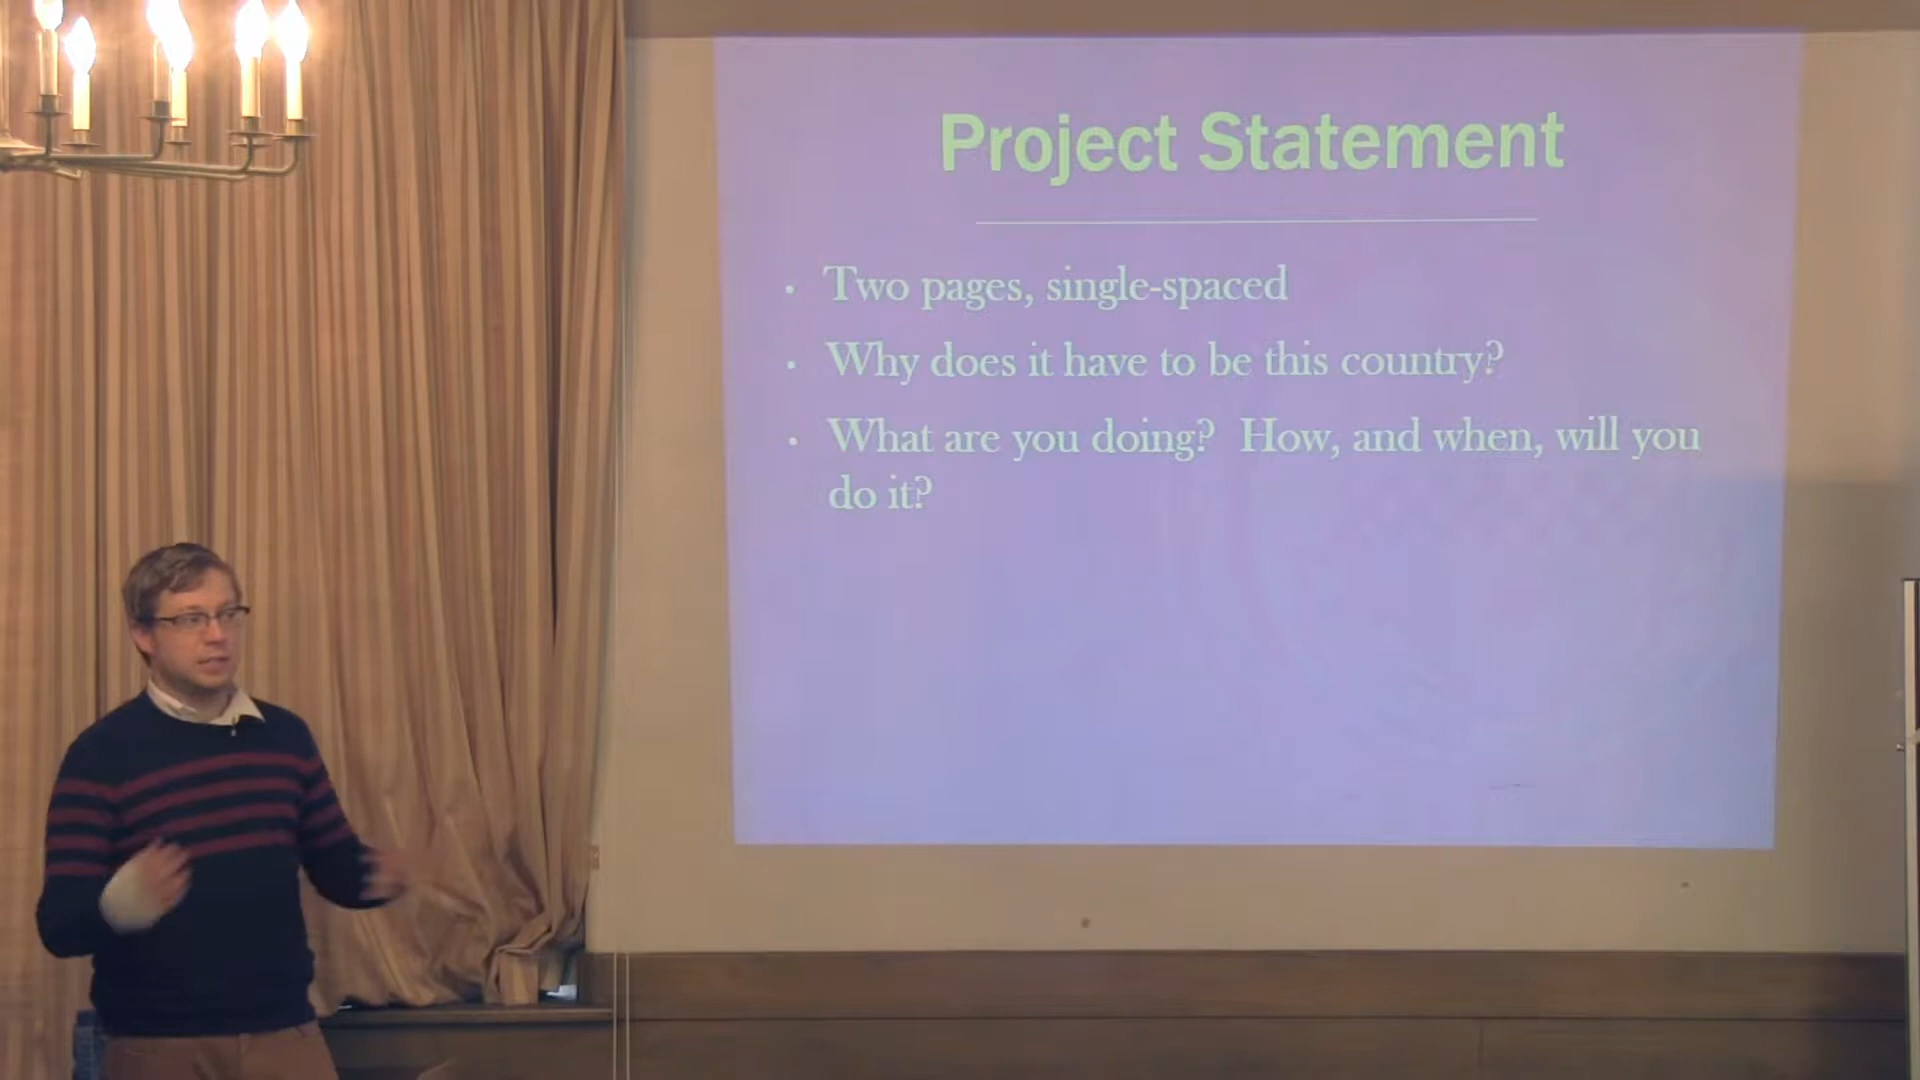 Project Statement
• Two pages, single-spaced
• Why does it have to be this country?
• What are you doing? How, and when, will you
do it?